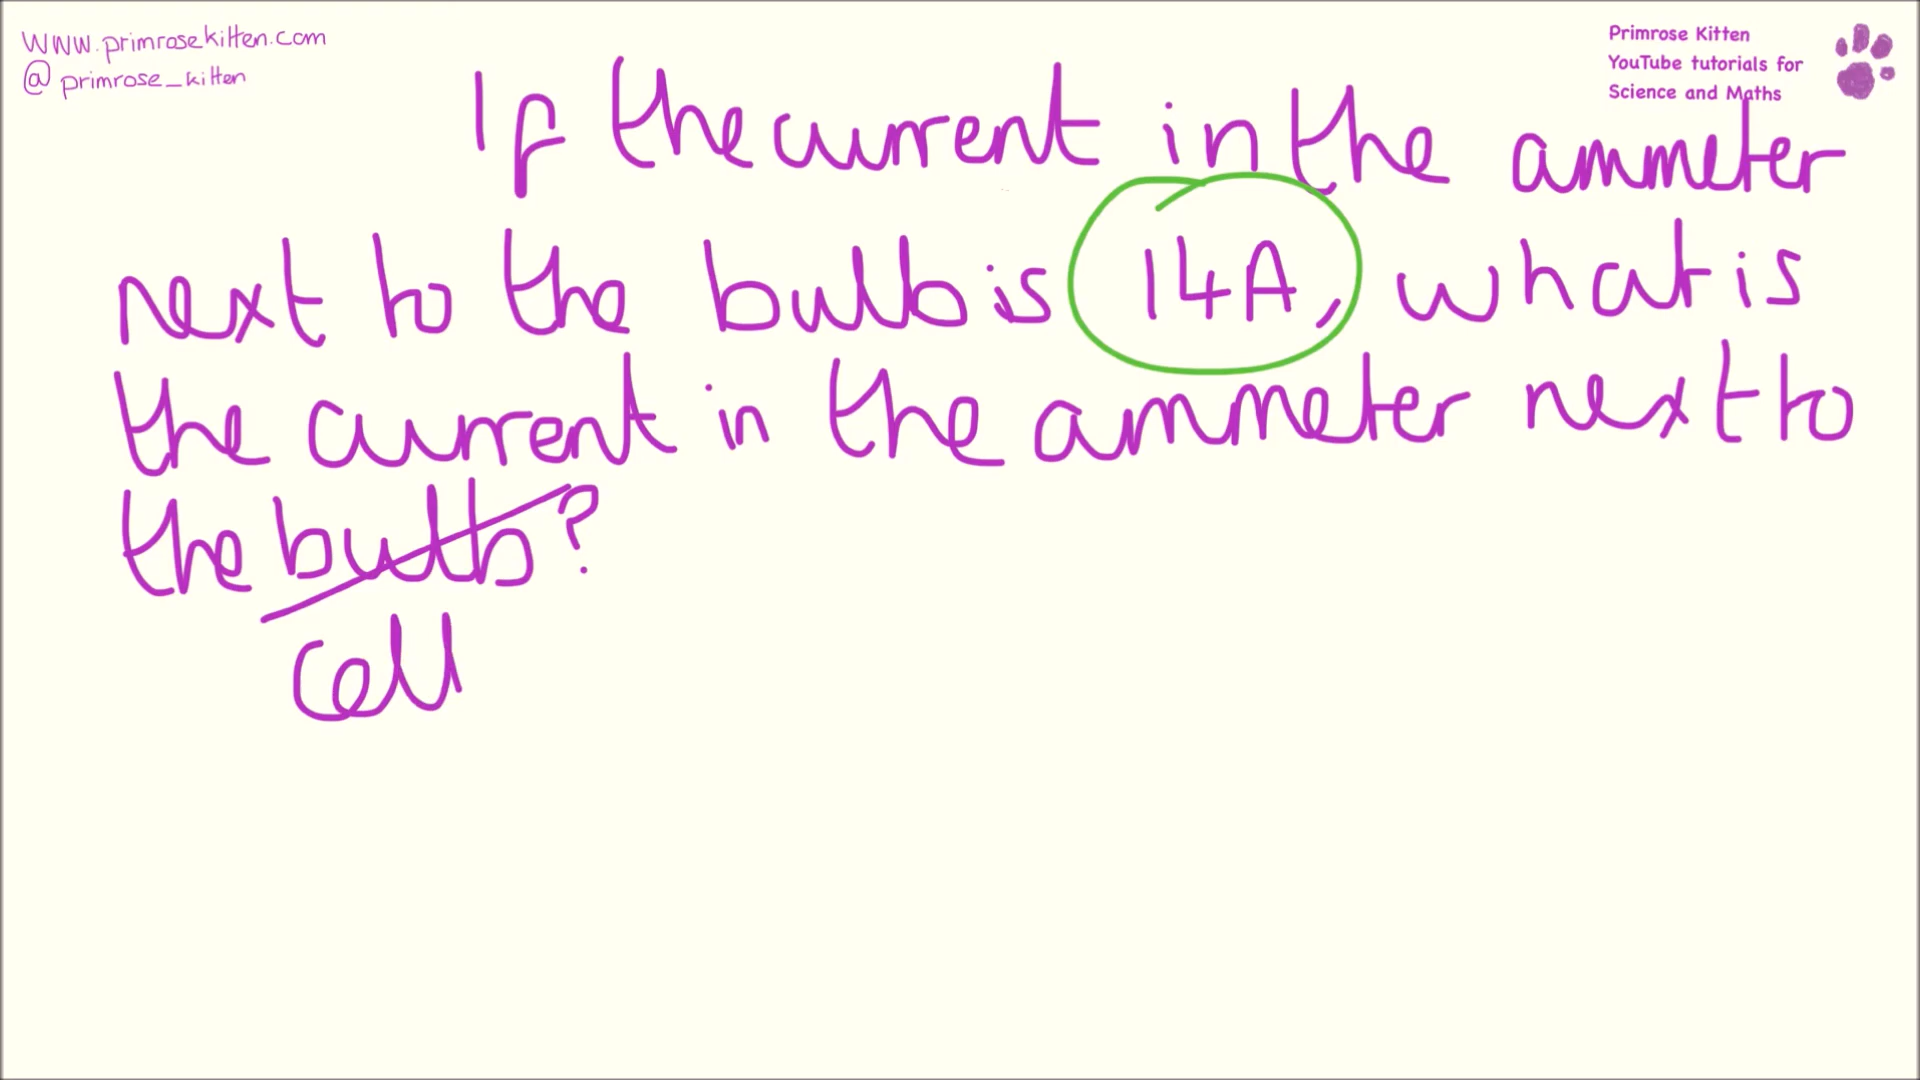 www.primrosekitten.com
@primrose_kitten
Primrose Kitten
YouTube tutorials for
Science and Maths
If the current in the ammeter
next to the bulb is 14A, what is
the current in the ammeter next to
the bulb?
cell